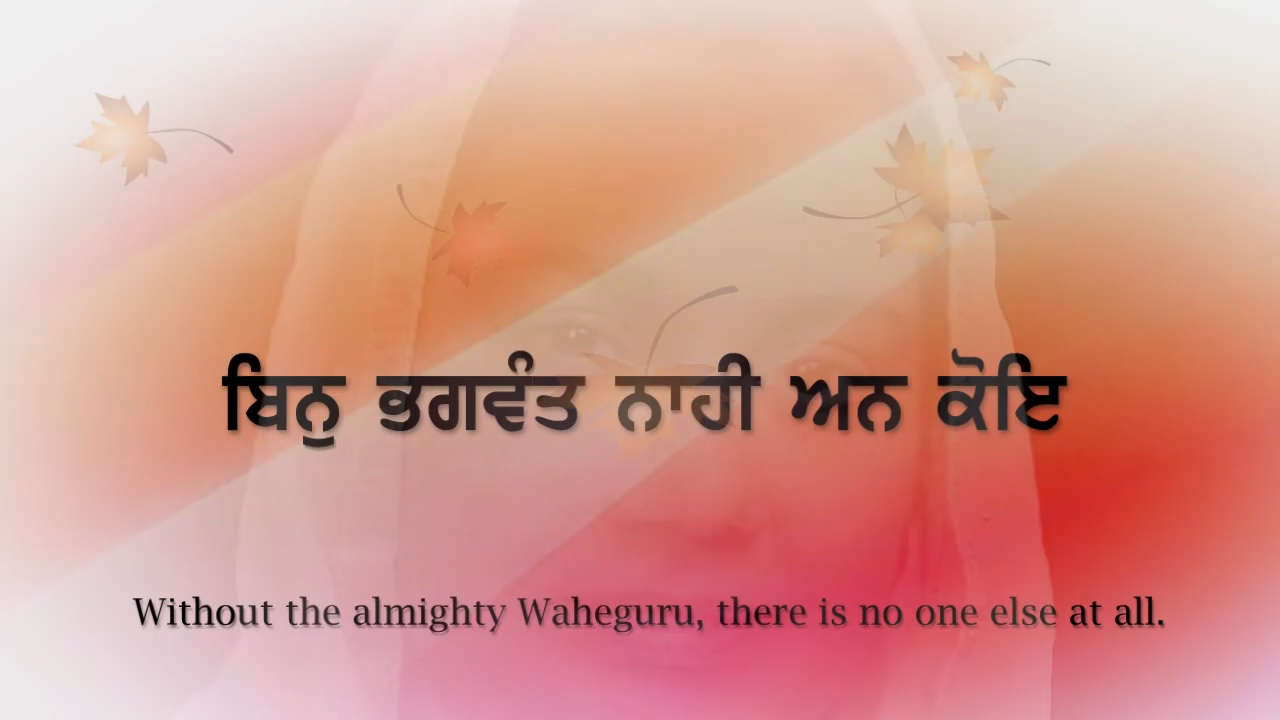 ਬਿਨੁ ਭਗਵੰਤ ਨਾਹੀ ਅਨ ਕੋਇ
Without the almighty Waheguru, there is no one else at all.